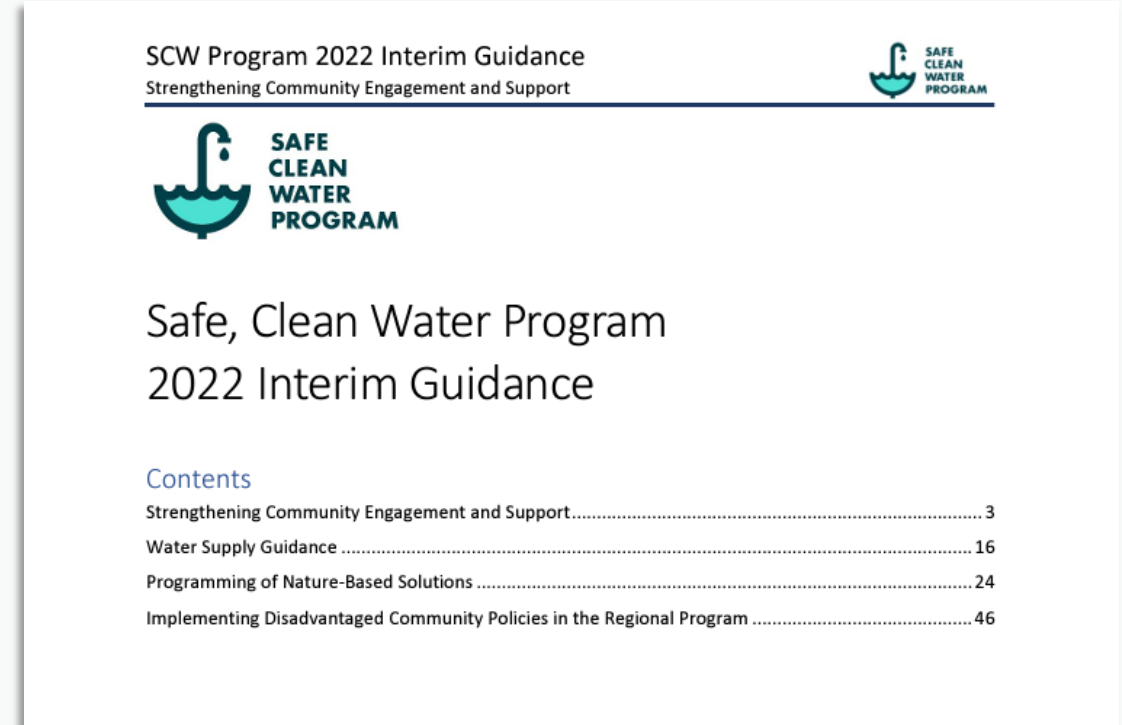 SCW Program 2022 Interim Guidance
Strengthening Community Engagement and Support
SAFE
CLEAN
WATER
PROGRAM
SAFE
CLEAN
WATER
PROGRAM
Safe, Clean Water Program
2022 Interim Guidance
Contents
Strengthening Community Engagement and Support................................................................................. 3
Water Supply Guidance ............................................................................................................................. 16
Programming of Nature-Based Solutions .................................................................................................. 24
Implementing Disadvantaged Community Policies in the Regional Program ............................................ 46